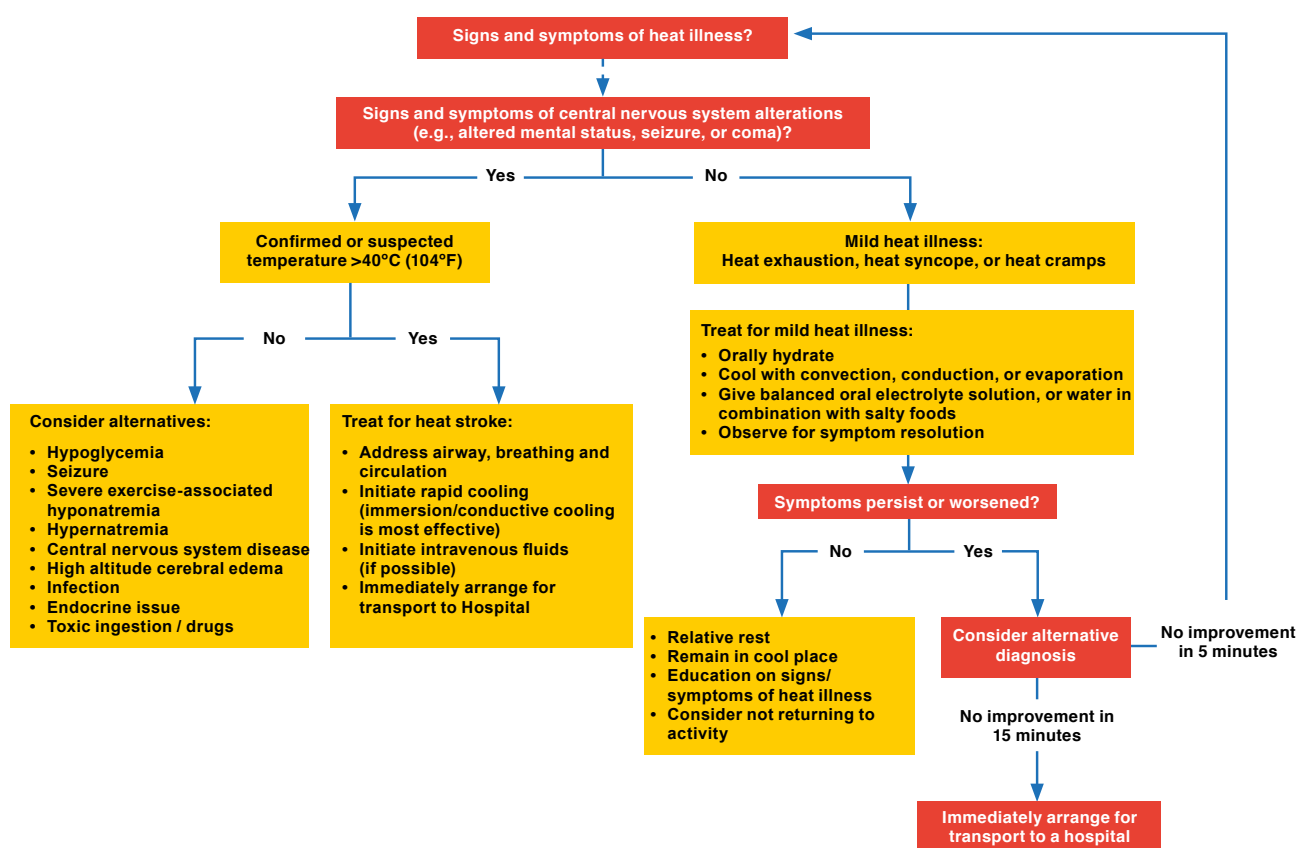 Signs and symptoms of heat illness?
Signs and symptoms of central nervous system alterations
(e.g., altered mental status, seizure, or coma)?
Yes
No
Confirmed or suspected
temperature >40ºC (104ºF)
Mild heat illness:
Heat exhaustion, heat syncope, or heat cramps
No
Yes
Treat for mild heat illness:
• Orally hydrate
• Cool with convection, conduction, or evaporation
• Give balanced oral electrolyte solution, or water in
combination with salty foods
• Observe for symptom resolution
Consider alternatives:
• Hypoglycemia
• Seizure
• Severe exercise-associated
hyponatremia
• Hypernatremia
• Central nervous system disease
• High altitude cerebral edema
• Infection
• Endocrine issue
• Toxic ingestion / drugs
Treat for heat stroke:
• Address airway, breathing and
circulation
• Initiate rapid cooling
(immersion/conductive cooling
is most effective)
• Initiate intravenous fluids
(if possible)
• Immediately arrange for
transport to Hospital
Symptoms persist or worsened?
No
Yes
• Relative rest
• Remain in cool place
• Education on signs/
symptoms of heat illness
• Consider not returning to
activity
Consider alternative
diagnosis
No improvement
in 5 minutes
No improvement in
15 minutes
Immediately arrange for
transport to a hospital